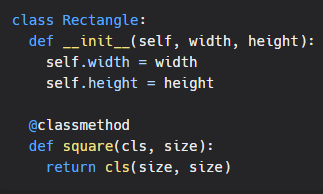 class Rectangle:
  def __init__(self, width, height):
    self.width = width
    self.height = height

  @classmethod
  def square(cls, size):
    return cls(size, size)